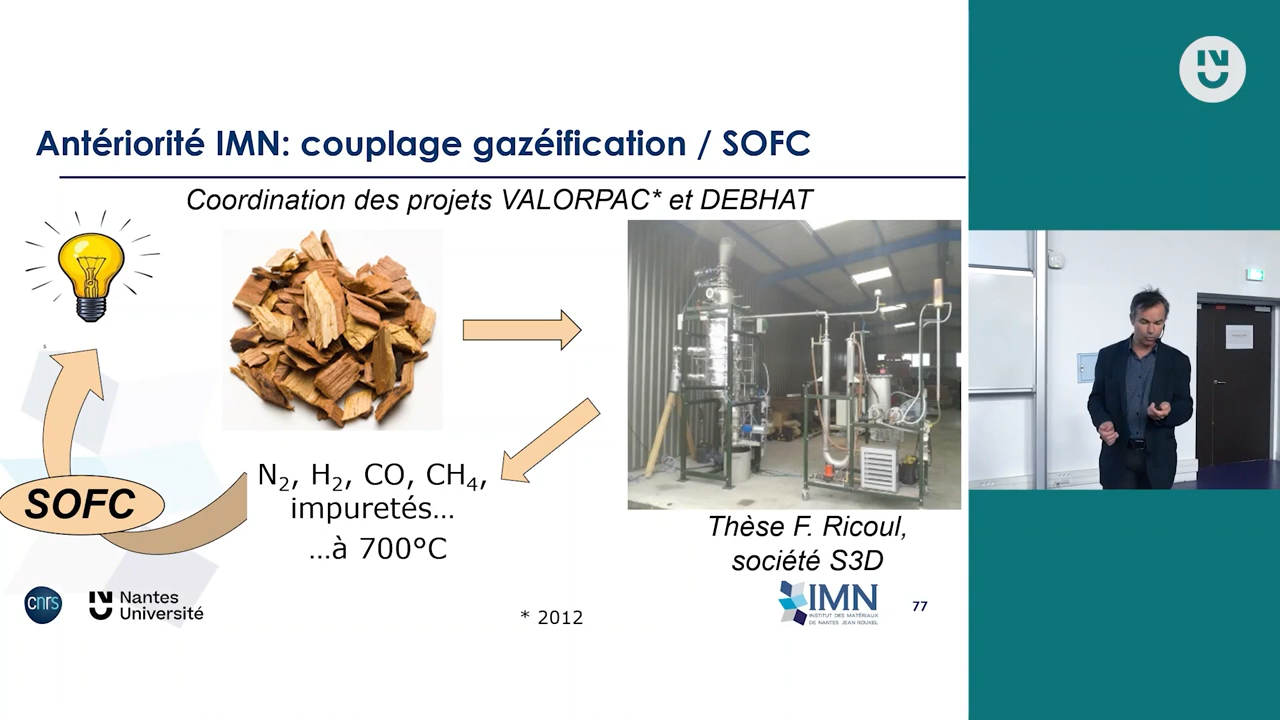 Antériorité IMN: couplage gazéification / SOFC
Coordination des projets VALORPAC* et DEBHAT
s
N₂, H₂, CO, CH₄,
impuretés…
…à 700°C
SOFC
Thèse F. Ricoul,
société S3D
cnrs
Nantes
Université
* 2012
IMN
INSTITUT DES MATÉRIAUX
DE NANTES JEAN ROUXEL
77